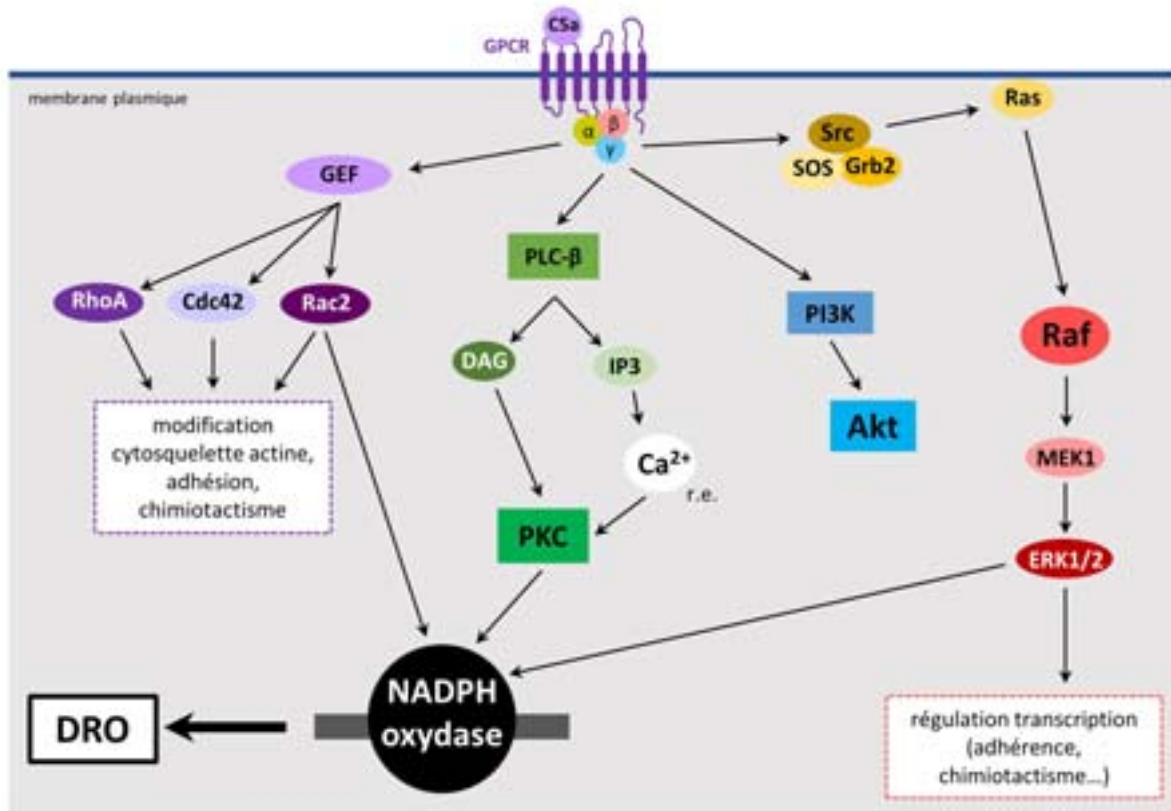 C5a
GPCR
membrane plasmique
α
β
γ
Ras
Src
SOS
Grb2
GEF
PLC-β
RhoA
Cdc42
Rac2
PI3K
Raf
DAG
IP3
Akt
modification
cytosquelette actine,
adhésion,
chimiotactisme
Ca²⁺
r.e.
MEK1
PKC
ERK1/2
NADPH
oxydase
DRO
régulation transcription
(adhérence,
chimiotactisme...)